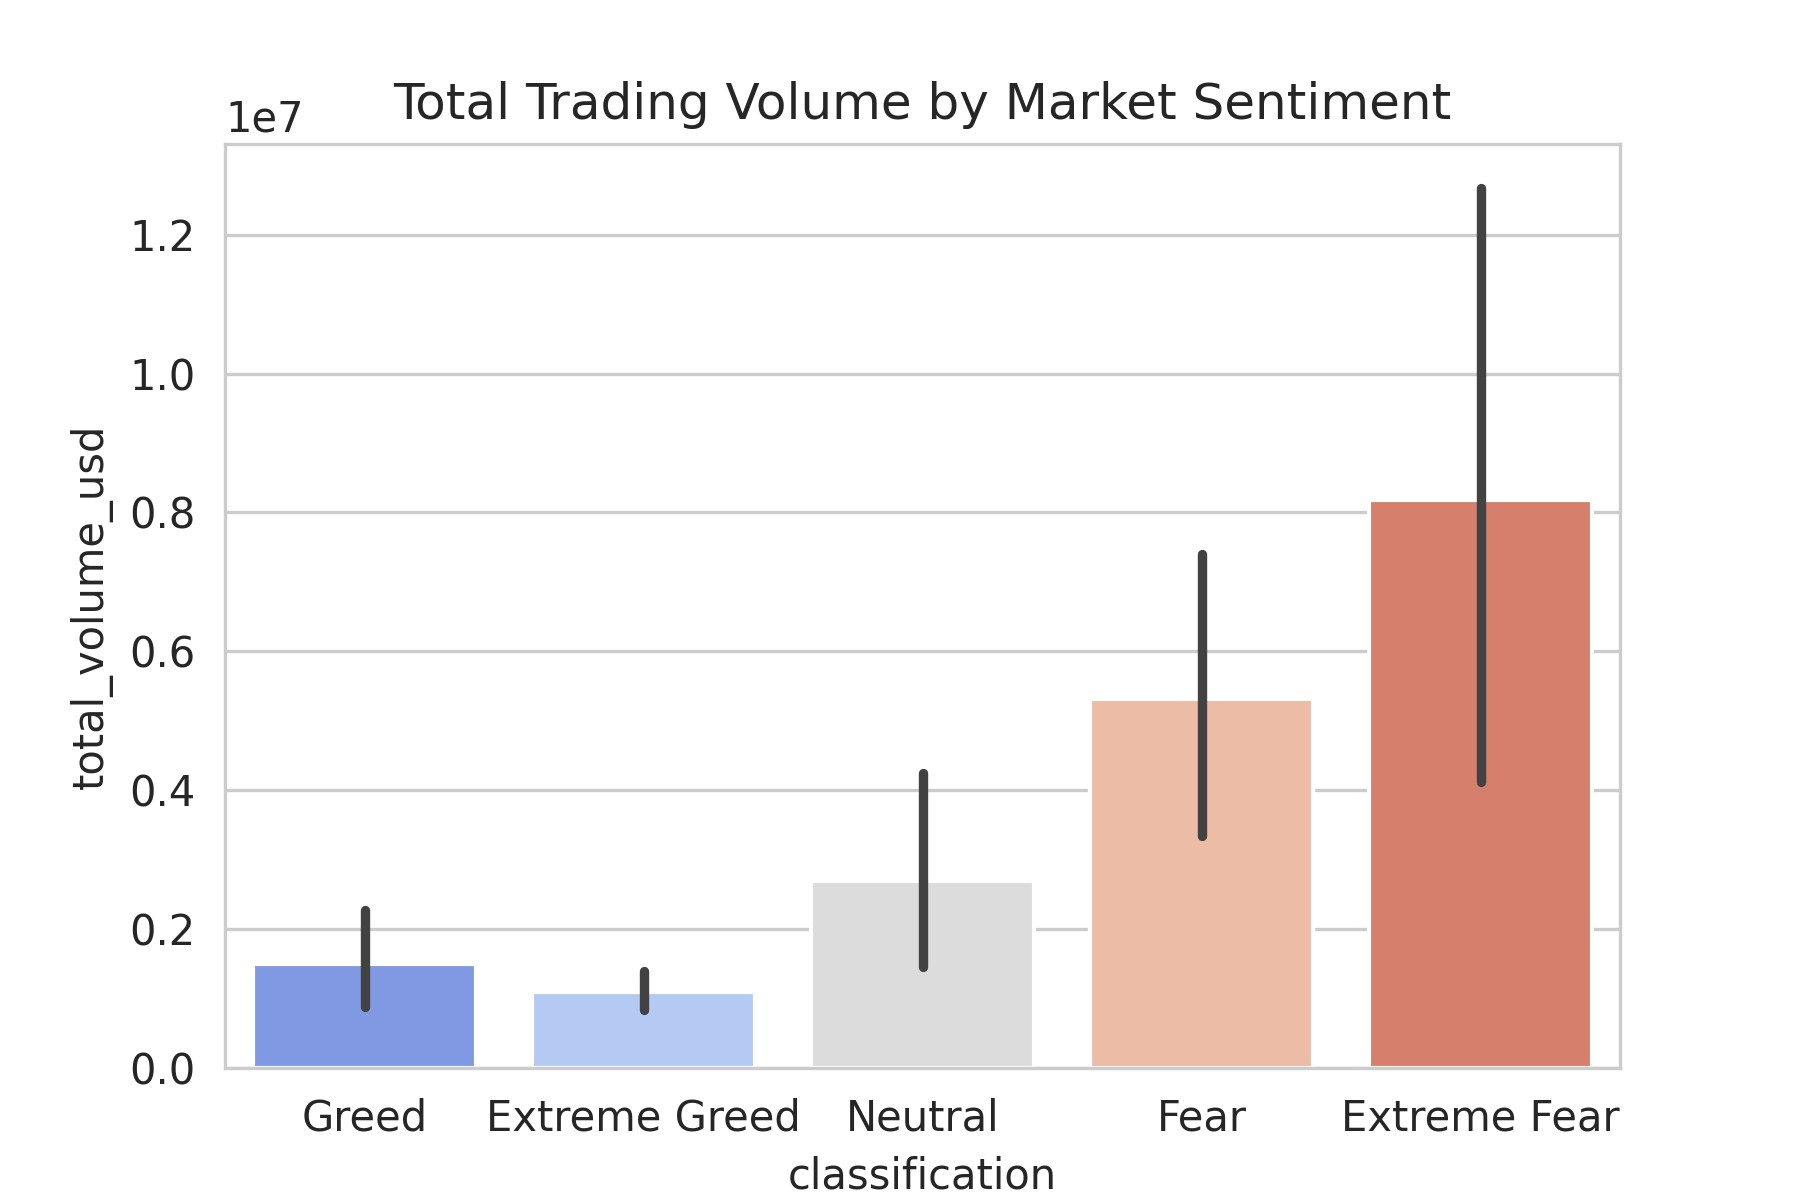 Total Trading Volume by Market Sentiment
1e7
1.2
1.0
0.8
0.6
0.4
0.2
0.0
total_volume_usd
Greed
Extreme Greed
Neutral
Fear
Extreme Fear
classification